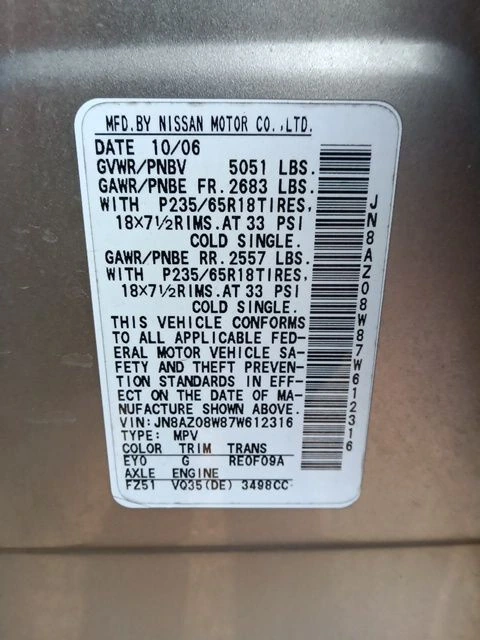 MFD.BY NISSAN MOTOR CO.,LTD.
DATE 10/06
GVWR/PNBV 5051 LBS.
GAWR/PNBE FR. 2683 LBS.
WITH P235/65R18TIRES,
18×7½RIMS.AT 33 PSI
COLD SINGLE.
GAWR/PNBE RR. 2557 LBS.
WITH P235/65R18TIRES,
18×7½RIMS.AT 33 PSI
COLD SINGLE.
THIS VEHICLE CONFORMS
TO ALL APPLICABLE FED-
ERAL MOTOR VEHICLE SA-
FETY AND THEFT PREVEN-
TION STANDARDS IN EFF-
ECT ON THE DATE OF MA-
NUFACTURE SHOWN ABOVE.
VIN:JN8AZ08W87W612316
TYPE: MPV
COLOR TRIM TRANS
EY0 G RE0F09A
AXLE ENGINE
FZ51 VQ35(DE) 3498CC
JN8AZ08W87W612316